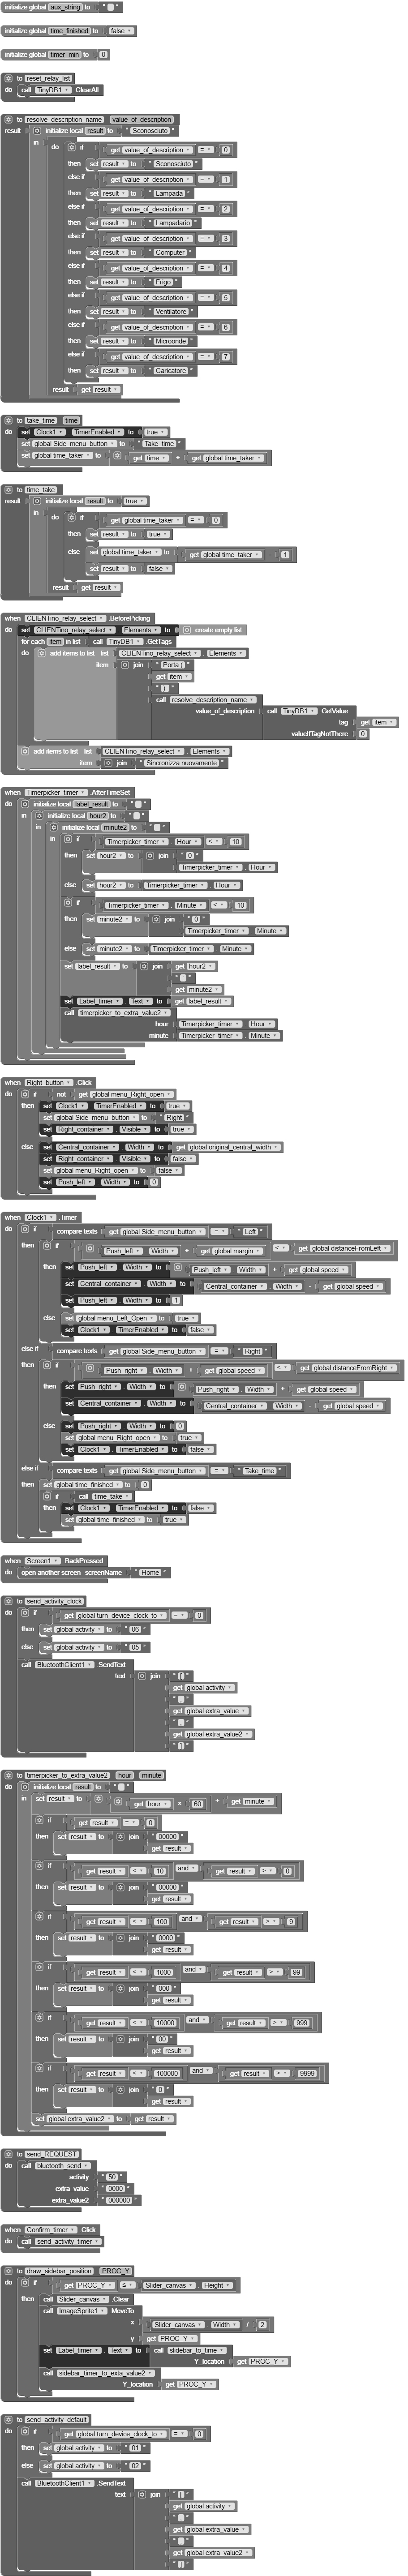 initialize global aux_string to " "
initialize global time_finished to false
initialize global timer_min to 0
to reset_relay_list
do call TinyDB1 .ClearAll
to resolve_description_name value_of_description
result initialize local result to " Sconosciuto "
in do if get value_of_description = 0
then set result to " Sconosciuto "
else if get value_of_description = 1
then set result to " Lampada "
else if get value_of_description = 2
then set result to " Lampadario "
else if get value_of_description = 3
then set result to " Computer "
else if get value_of_description = 4
then set result to " Frigo "
else if get value_of_description = 5
then set result to " Ventilatore "
else if get value_of_description = 6
then set result to " Microonde "
else if get value_of_description = 7
then set result to " Caricatore "
result get result
to take_time time
do set Clock1 . TimerEnabled to true
set global Side_menu_button to " Take_time "
set global time_taker to get time + get global time_taker
to time_take
result initialize local result to true
in do if get global time_taker = 0
then set result to true
else set global time_taker to get global time_taker - 1
set result to false
result get result
when CLIENTino_relay_select .BeforePicking
do set CLIENTino_relay_select . Elements to create empty list
for each item in list call TinyDB1 .GetTags
do add items to list list CLIENTino_relay_select . Elements
item join " Porta ( "
get item
" ) "
call resolve_description_name
value_of_description call TinyDB1 .GetValue
tag get item
valueIfTagNotThere 0
add items to list list CLIENTino_relay_select . Elements
item join " Sincronizza nuovamente "
when Timerpicker_timer .AfterTimeSet
do initialize local label_result to " "
in initialize local hour2 to " "
in initialize local minute2 to " "
in if Timerpicker_timer . Hour < 10
then set hour2 to join " 0 "
Timerpicker_timer . Hour
else set hour2 to Timerpicker_timer . Hour
if Timerpicker_timer . Minute < 10
then set minute2 to join " 0 "
Timerpicker_timer . Minute
else set minute2 to Timerpicker_timer . Minute
set label_result to join get hour2
get minute2
set Label_timer . Text to get label_result
call timerpicker_to_extra_value2
hour Timerpicker_timer . Hour
minute Timerpicker_timer . Minute
when Right_button .Click
do if not get global menu_Right_open
then set Clock1 . TimerEnabled to true
set global Side_menu_button to " Right "
set Right_container . Visible to true
else set Central_container . Width to get global original_central_width
set Right_container . Visible to false
set global menu_Right_open to false
set Push_left . Width to 0
when Clock1 .Timer
do if compare texts get global Side_menu_button = " Left "
then if Push_left . Width + get global margin < get global distanceFromLeft
then set Push_left . Width to Push_left . Width + get global speed
set Central_container . Width to Central_container . Width - get global speed
set Push_left . Width to 1
else set global menu_Left_Open to true
set Clock1 . TimerEnabled to false
else if compare texts get global Side_menu_button = " Right "
then if Push_right . Width + get global speed < get global distanceFromRight
then set Push_right . Width to Push_right . Width + get global speed
set Central_container . Width to Central_container . Width - get global speed
else set Push_right . Width to 0
set global menu_Right_open to true
set Clock1 . TimerEnabled to false
else if compare texts get global Side_menu_button = " Take_time "
then set global time_finished to 0
if call time_take
then set Clock1 . TimerEnabled to false
set global time_finished to true
when Screen1 .BackPressed
do open another screen screenName " Home "
to send_activity_clock
do if get global turn_device_clock_to = 0
then set global activity to " 06 "
else set global activity to " 05 "
call BluetoothClient1 .SendText
text join
get global activity
get global extra_value
get global extra_value2
to timerpicker_to_extra_value2 hour minute
do initialize local result to " "
in set result to get hour × 60 + get minute
if get result = 0
then set result to join " 00000 "
get result
if get result < 10 and get result > 0
then set result to join " 00000 "
get result
if get result < 100 and get result > 9
then set result to join " 0000 "
get result
if get result < 1000 and get result > 99
then set result to join " 000 "
get result
if get result < 10000 and get result > 999
then set result to join " 00 "
get result
if get result < 100000 and get result > 9999
then set result to join " 0 "
get result
set global extra_value2 to get result
to send_REQUEST
do call bluetooth_send
activity " 50 "
extra_value " 0000 "
extra_value2 " 000000 "
when Confirm_timer .Click
do call send_activity_timer
to draw_sidebar_position PROC_Y
do if get PROC_Y ≤ Slider_canvas . Height
then call Slider_canvas .Clear
call ImageSprite1 .MoveTo
x Slider_canvas . Width / 2
y get PROC_Y
set Label_timer . Text to call slidebar_to_time
Y_location get PROC_Y
call sidebar_timer_to_exta_value2
Y_location get PROC_Y
to send_activity_default
do if get global turn_device_clock_to = 0
then set global activity to " 01 "
else set global activity to " 02 "
call BluetoothClient1 .SendText
text join
get global activity
get global extra_value
get global extra_value2